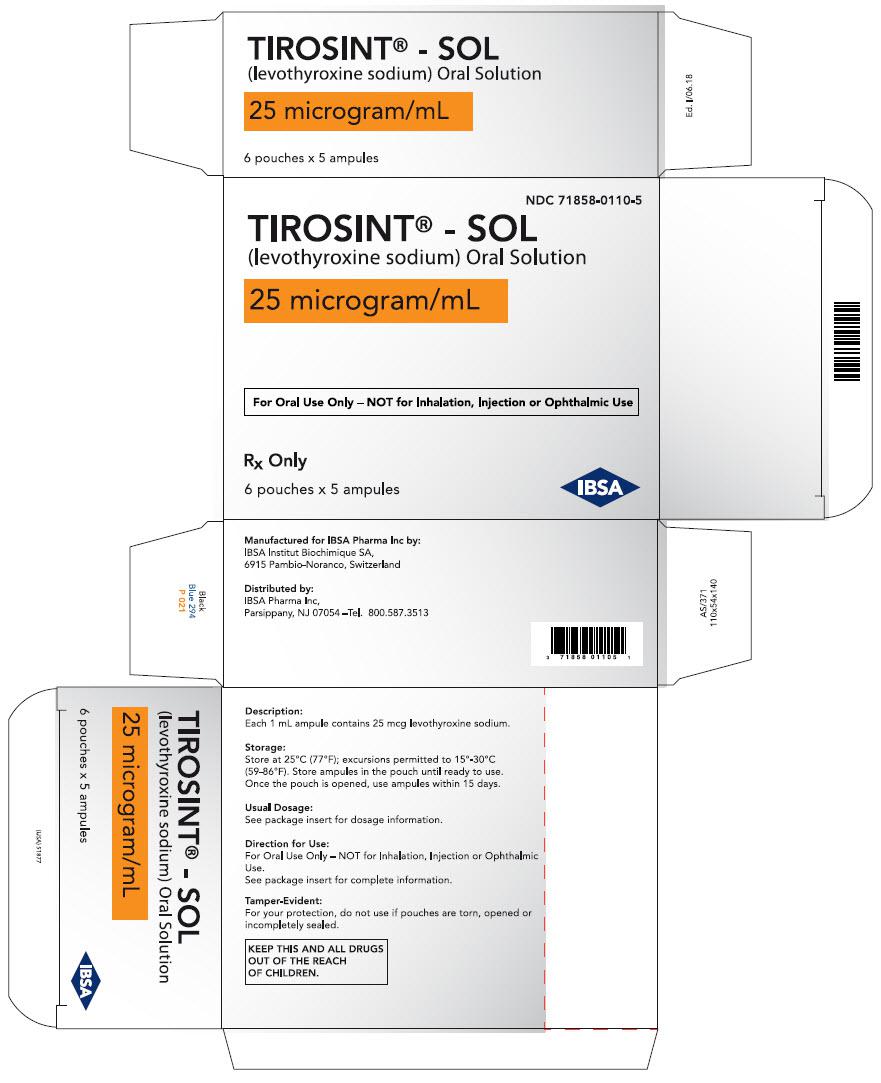 TIROSINT® - SOL
(levothyroxine sodium) Oral Solution
25 microgram/mL
6 pouches x 5 ampules
Ed. I/06.18
NDC 71858-0110-5
TIROSINT® - SOL
(levothyroxine sodium) Oral Solution
25 microgram/mL
For Oral Use Only – NOT for Inhalation, Injection or Ophthalmic Use
Rx Only
6 pouches x 5 ampules
IBSA
Manufactured for IBSA Pharma Inc by:
IBSA Institut Biochimique SA,
6915 Pambio-Noranco, Switzerland
Distributed by:
IBSA Pharma Inc,
Parsippany, NJ 07054 –Tel. 800.587.3513
3 71858 01105 1
Black
Blue 294
P 021
AS/371
110x54x140
TIROSINT® - SOL
(levothyroxine sodium) Oral Solution
25 microgram/mL
6 pouches x 5 ampules
IBSA
(USA) 51877
Description:
Each 1 mL ampule contains 25 mcg levothyroxine sodium.
Storage:
Store at 25°C (77°F); excursions permitted to 15°-30°C
(59-86°F). Store ampules in the pouch until ready to use.
Once the pouch is opened, use ampules within 15 days.
Usual Dosage:
See package insert for dosage information.
Direction for Use:
For Oral Use Only – NOT for Inhalation, Injection or Ophthalmic
Use.
See package insert for complete information.
Tamper-Evident:
For your protection, do not use if pouches are torn, opened or
incompletely sealed.
KEEP THIS AND ALL DRUGS
OUT OF THE REACH
OF CHILDREN.